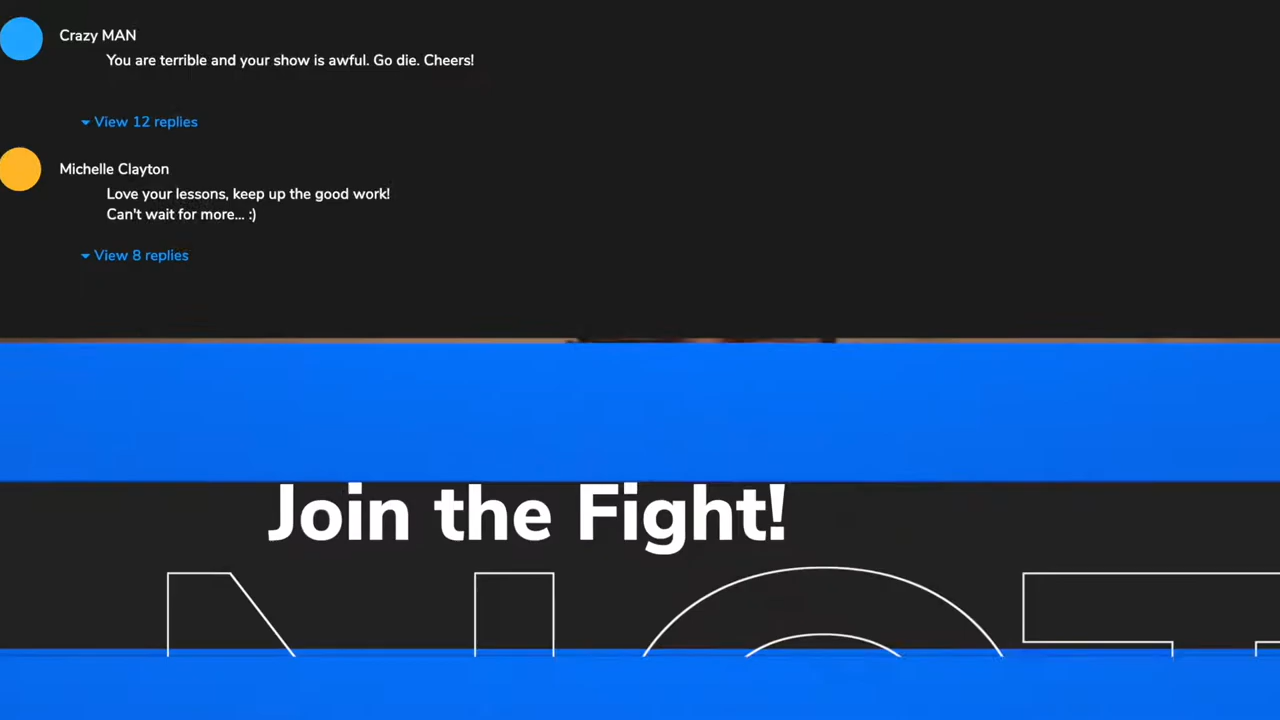 Crazy MAN
You are terrible and your show is awful. Go die. Cheers!
View 12 replies
Michelle Clayton
Love your lessons, keep up the good work!
Can't wait for more... :)
View 8 replies
Join the Fight!
NOT